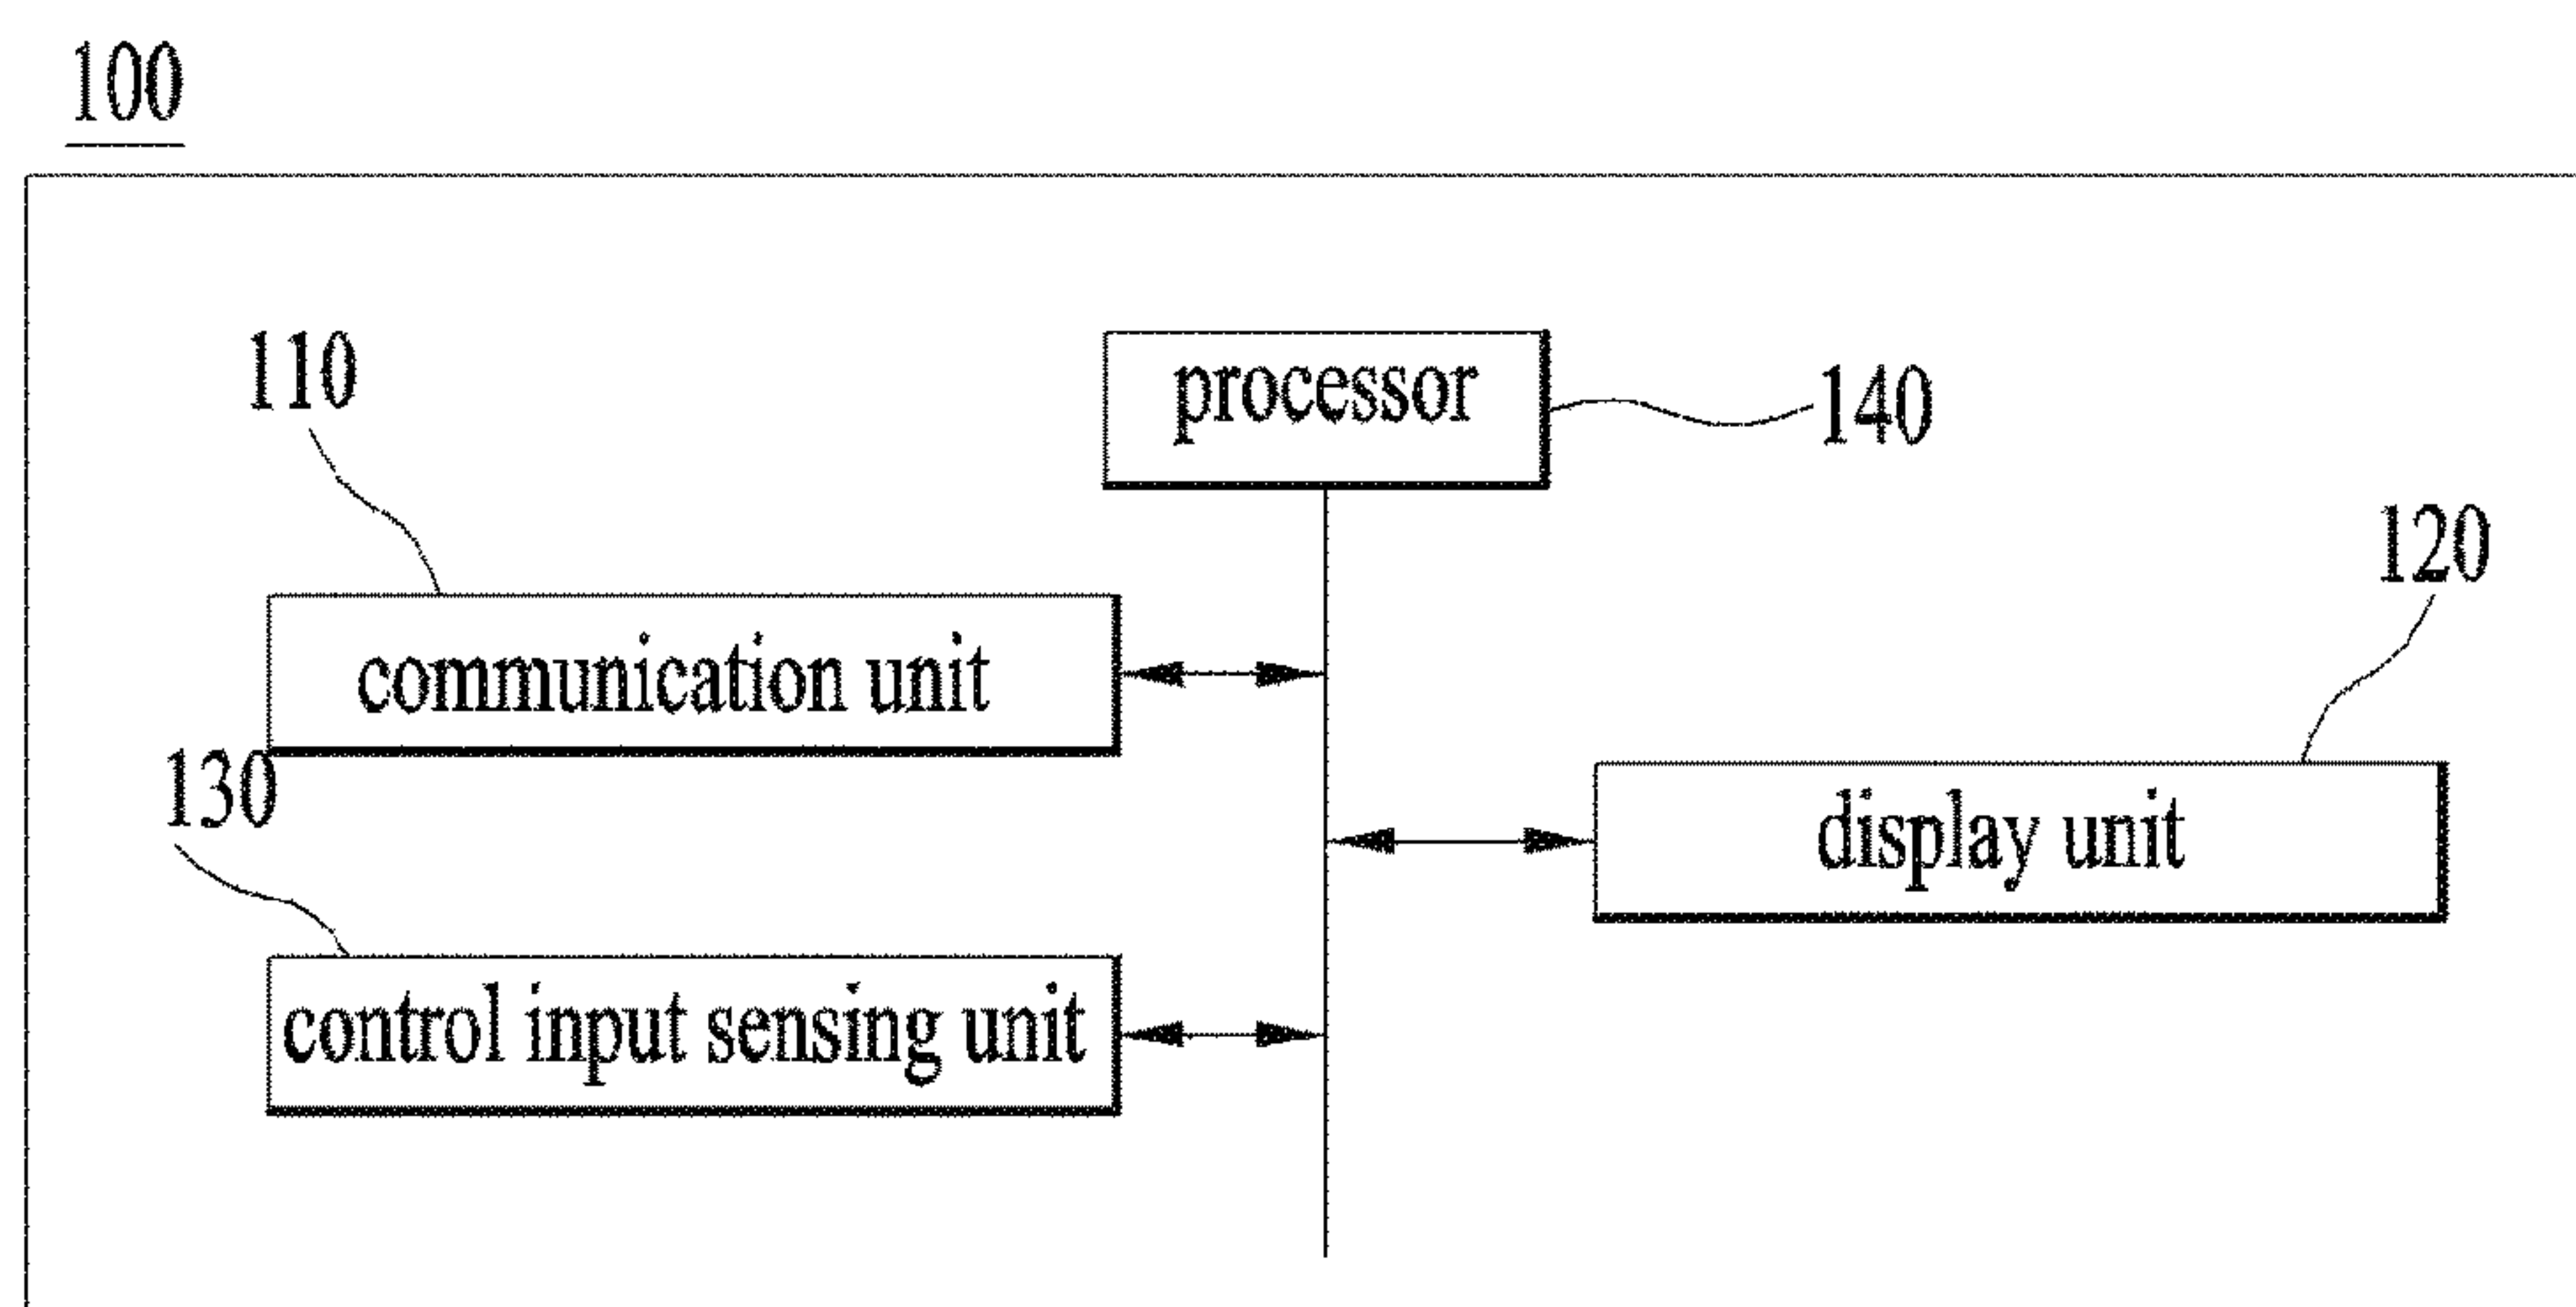 100
110
processor
140
120
communication unit
130
display unit
control input sensing unit